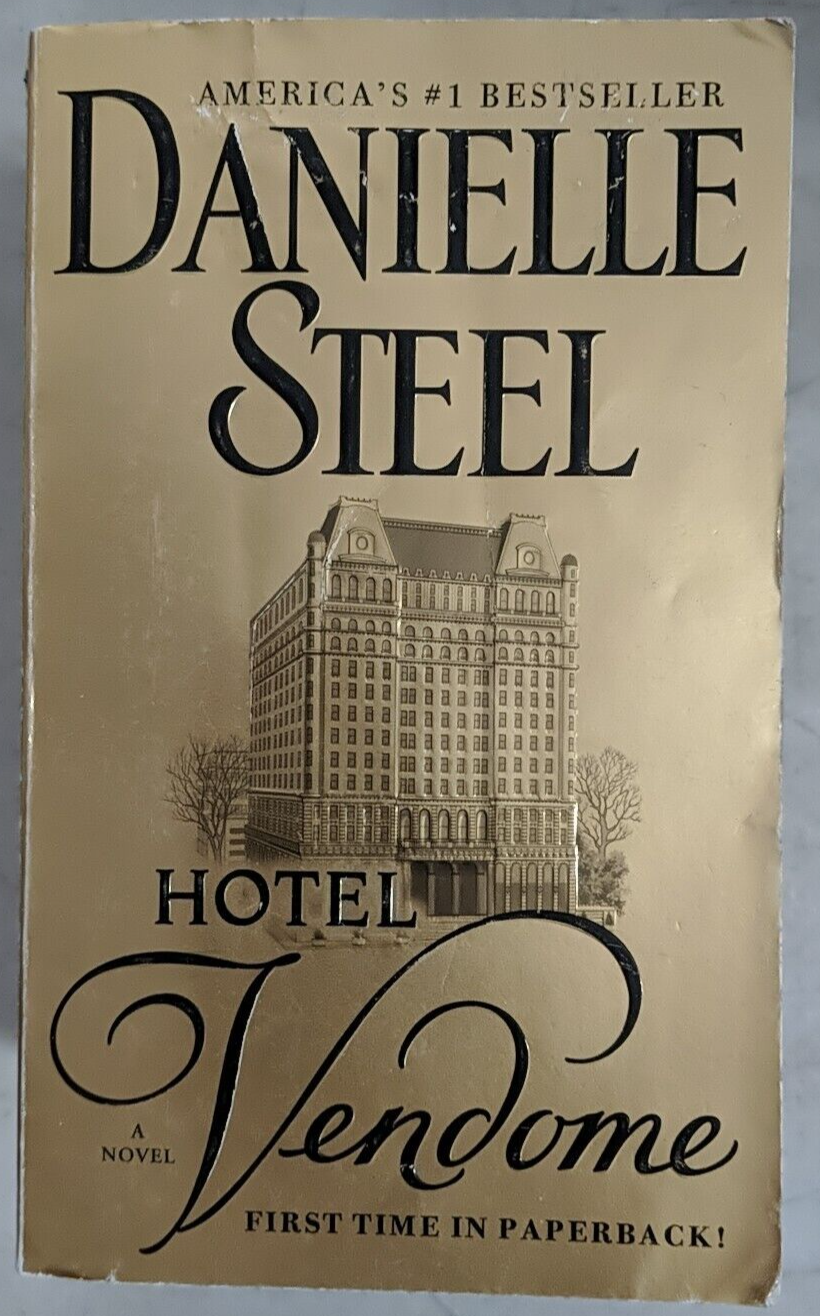 AMERICA'S #1 BESTSELLER
DANIELLE
STEEL
HOTEL
Vendome
A
NOVEL
FIRST TIME IN PAPERBACK!